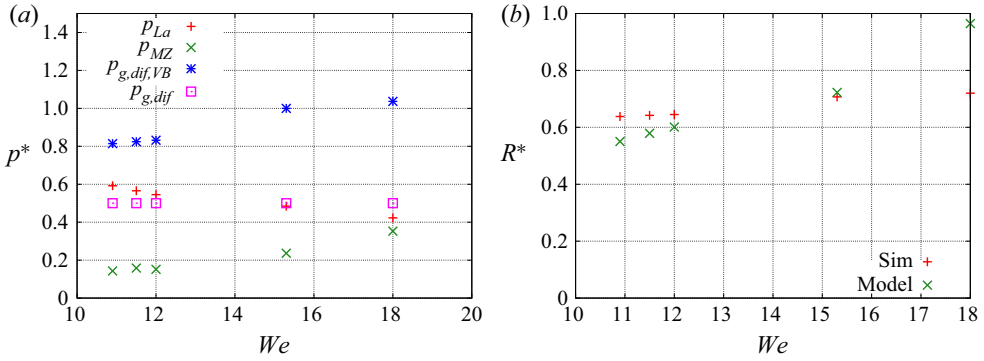 (a)
1.4
1.2
1.0
0.8
0.6
0.4
0.2
0
p*
p_La
p_MZ
p_g,dif,VB
p_g,dif
10 12 14 16 18 20
We
(b)
1.0
0.8
0.6
0.4
0.2
0
R*
Sim
Model
10 11 12 13 14 15 16 17 18
We